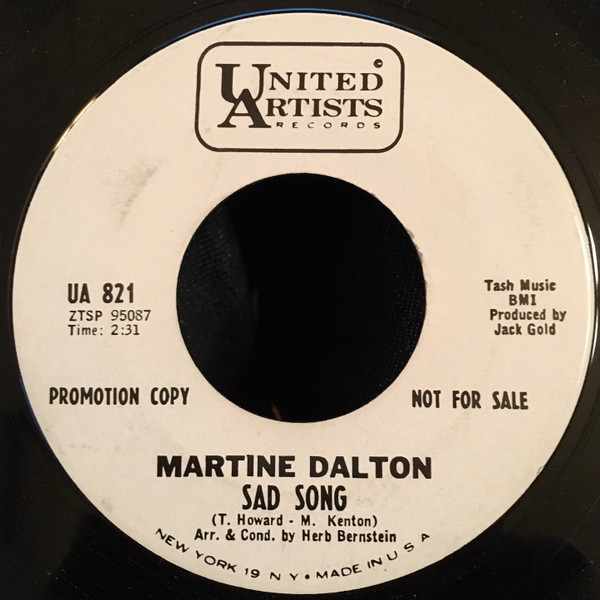 UNITED ©
ARTISTS
RECORDS
UA 821
ZTSP 95087
Time: 2:31
Tash Music
BMI
Produced by
Jack Gold
PROMOTION COPY
NOT FOR SALE
MARTINE DALTON
SAD SONG
(T. Howard - M. Kenton)
Arr. & Cond. by Herb Bernstein
NEW YORK 19 N Y • MADE IN U S A